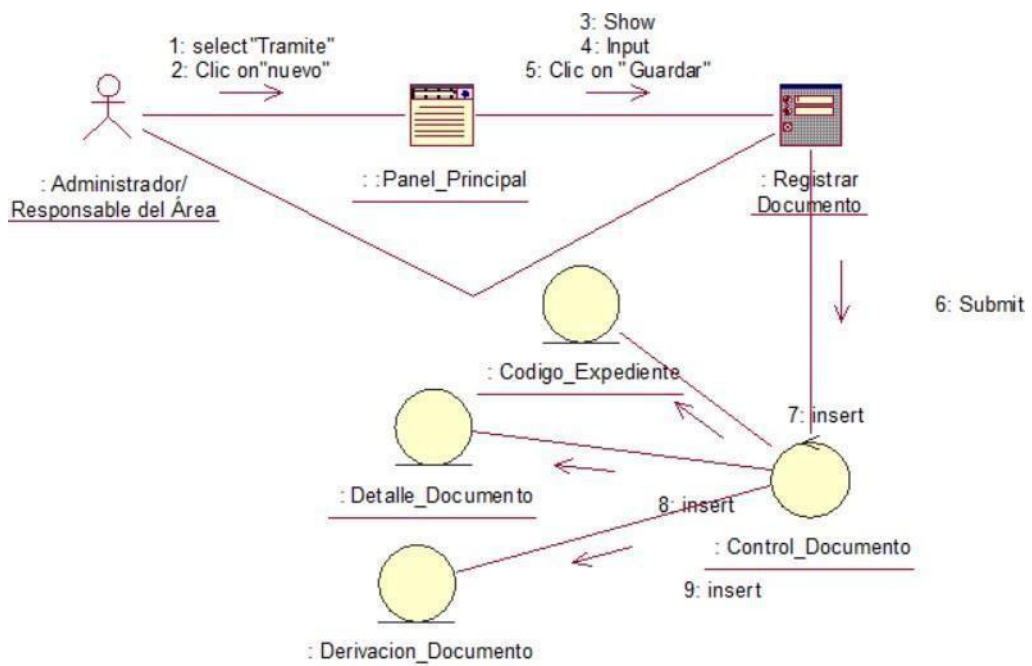 1: select"Tramite"
2: Clic on"nuevo"
3: Show
4: Input
5: Clic on "Guardar"
: Administrador/
Responsable del Área
: :Panel_Principal
: Registrar
Documento
6: Submit
: Codigo_Expediente
7: insert
: Detalle_Documento
8: insert
: Control_Documento
9: insert
: Derivacion_Documento